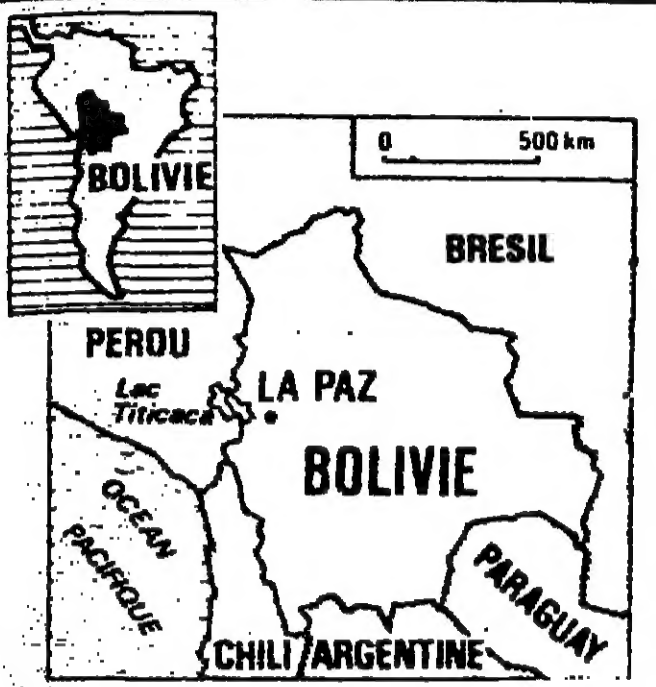 BOLIVIE
0 500 km
BRESIL
PEROU
Lac
Titicaca
LA PAZ
BOLIVIE
OCEAN
PACIFIQUE
PARAGUAY
CHILI
ARGENTINE